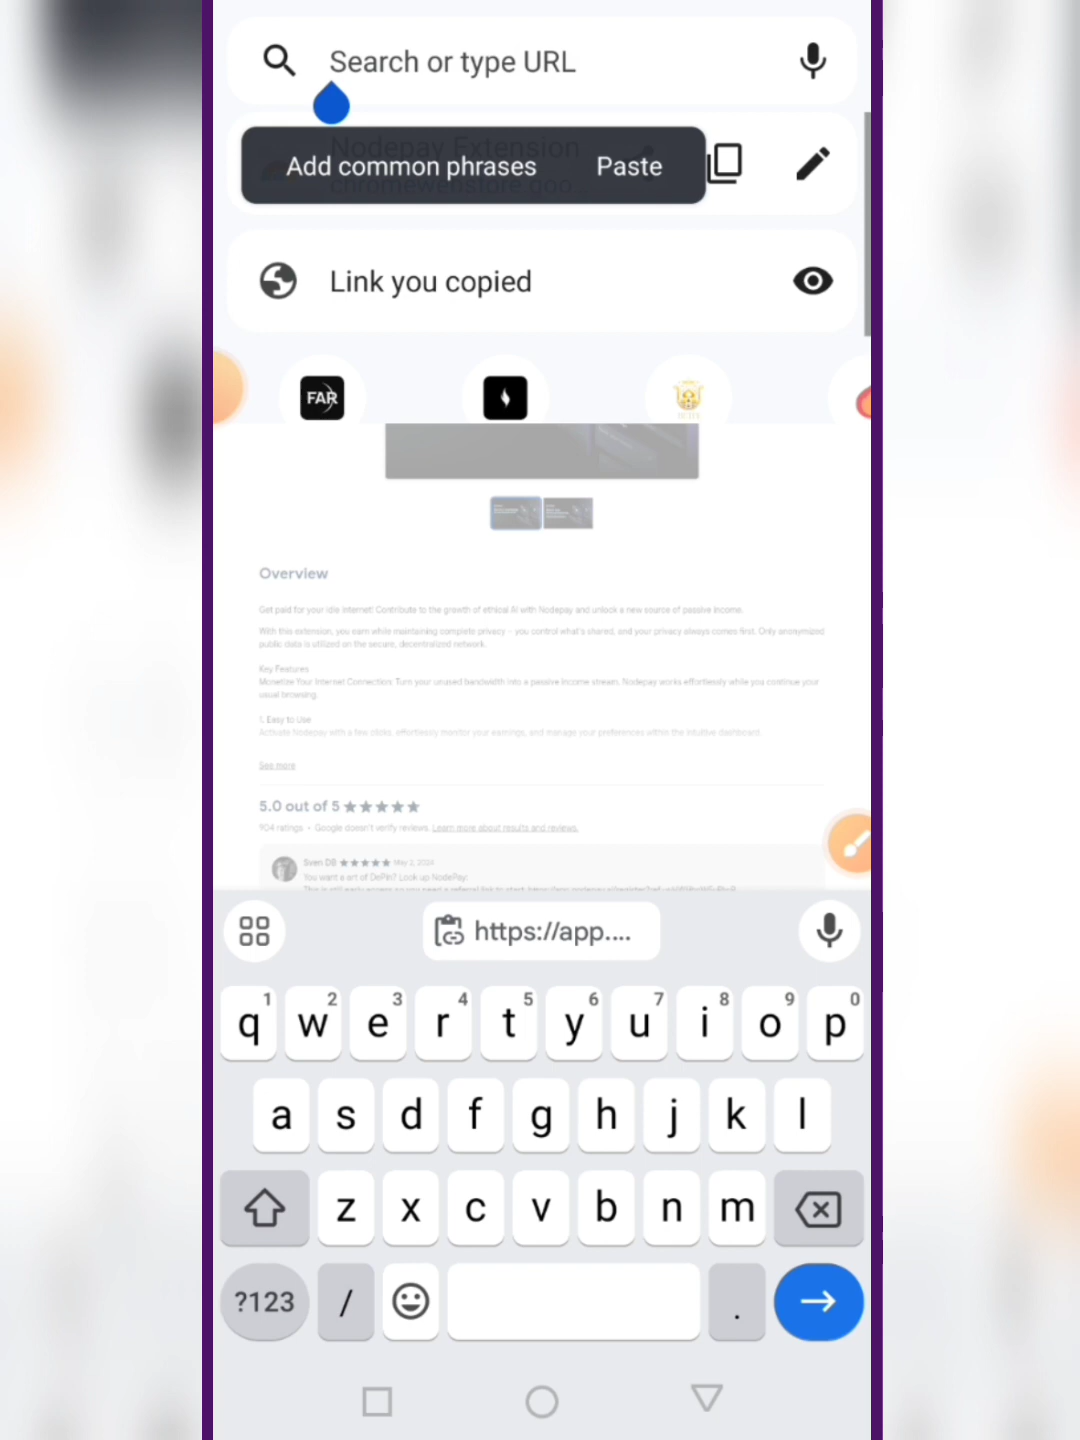 Search or type URL
Nodepay Extension
Add common phrases Paste
chromewebstore.goo...
Link you copied
FAR
Overview
Get paid for your idle Internet! Contribute to the growth of ethical AI with Nodepay and unlock a new source of passive income.
With this extension, you earn while maintaining complete privacy – you control what's shared, and your privacy always comes first. Only anonymized
public data is utilized on the secure, decentralized network.
Key Features
Monetize Your Internet Connection: Turn your unused bandwidth into a passive income stream. Nodepay works effortlessly while you continue your
usual browsing.
1. Easy to Use
Activate Nodepay with a few clicks, effortlessly monitor your earnings, and manage your preferences within the intuitive dashboard.
See more
5.0 out of 5 ★★★★★
904 ratings • Google doesn't verify reviews. Learn more about results and reviews.
Sven DB ★★★★★ May 2, 2024
You want a art of DePin? Look up NodePay:
https://app....
1 2 3 4 5 6 7 8 9 0
q w e r t y u i o p
a s d f g h j k l
z x c v b n m
?123 / .